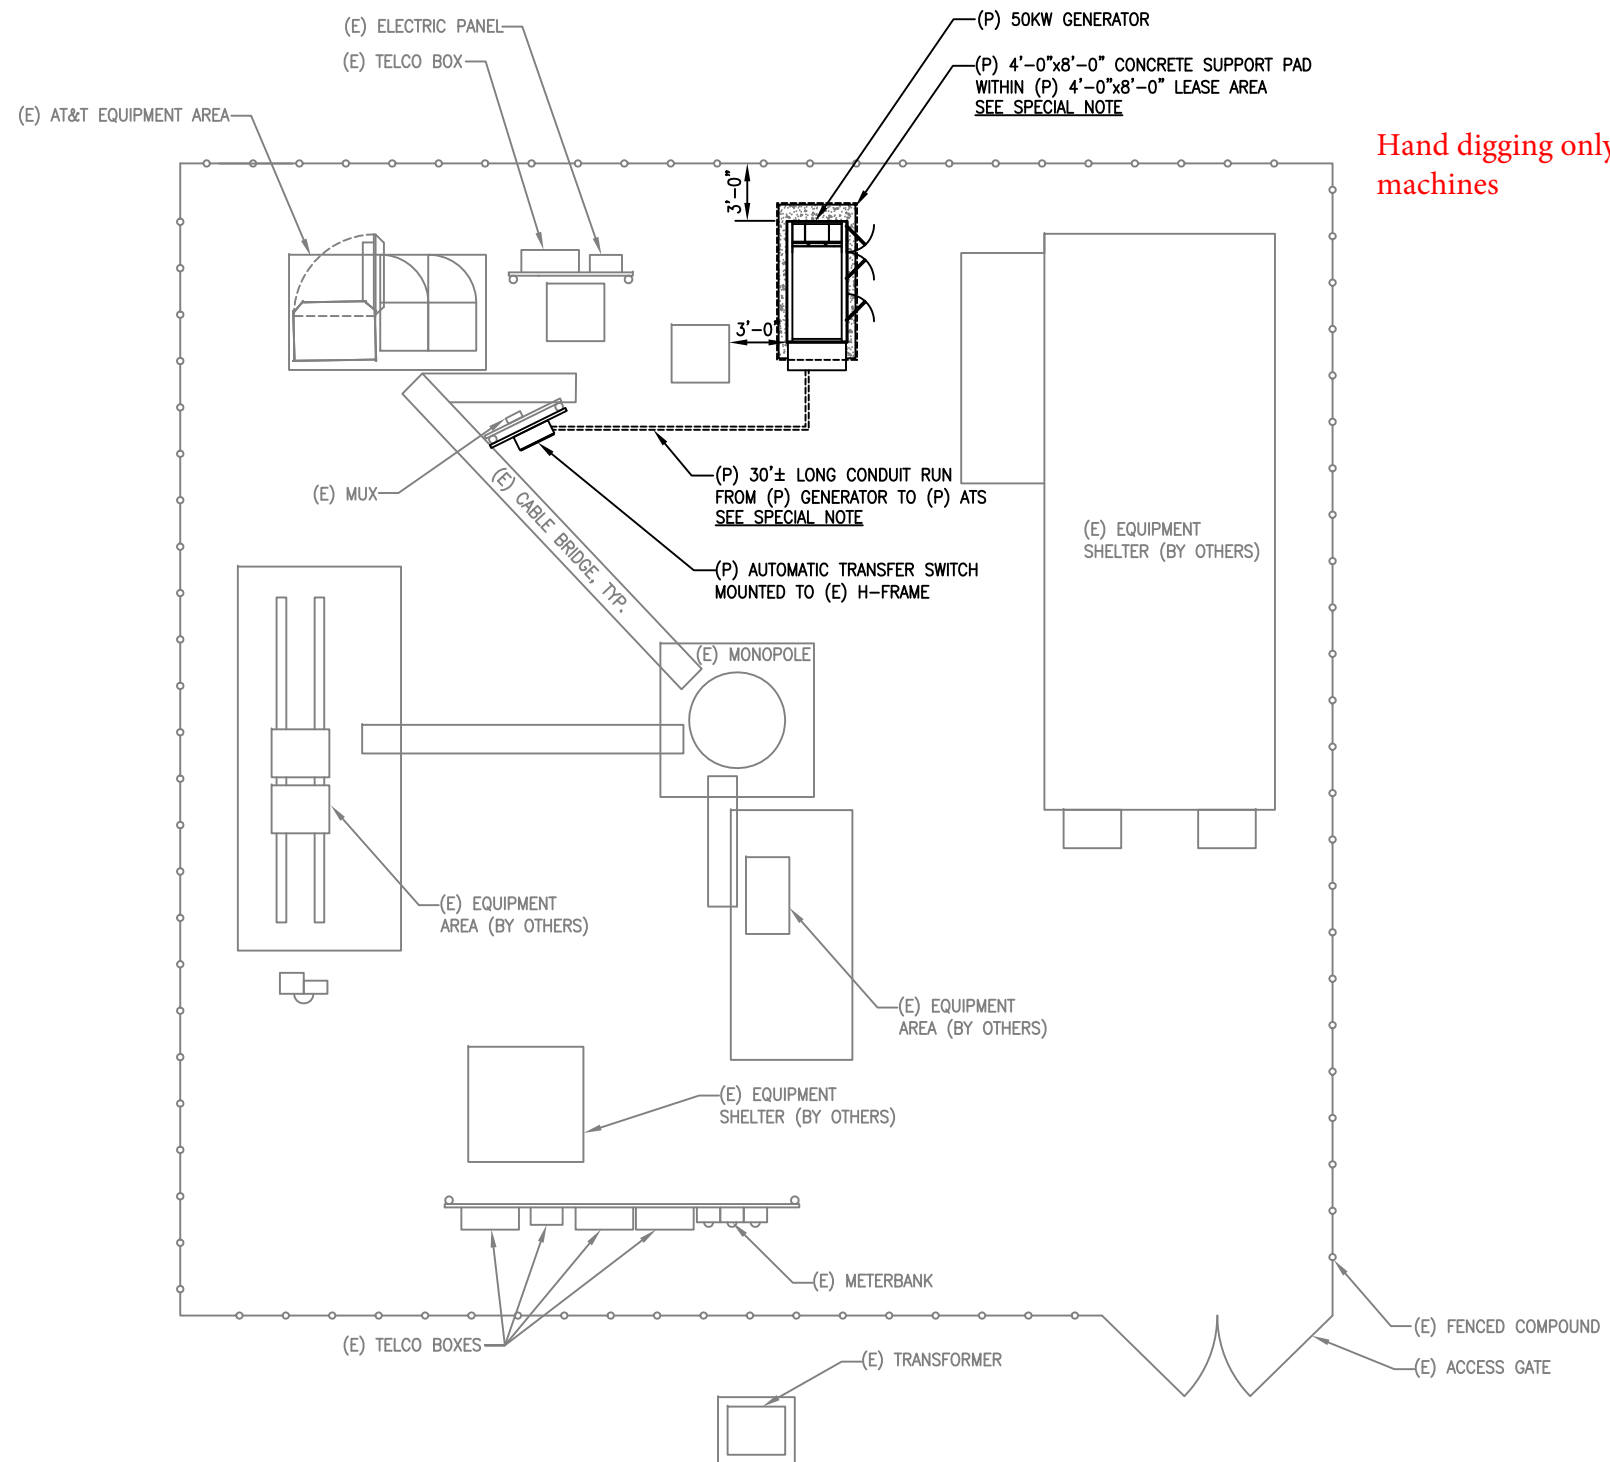 (E) ELECTRIC PANEL
(E) TELCO BOX
(E) AT&T EQUIPMENT AREA
(P) 50KW GENERATOR
(P) 4'-0"x8'-0" CONCRETE SUPPORT PAD
WITHIN (P) 4'-0"x8'-0" LEASE AREA
SEE SPECIAL NOTE
Hand digging only
machines
3'-0"
3'-0"
(E) MUX
(E) CABLE BRIDGE, TYP.
(P) 30'± LONG CONDUIT RUN
FROM (P) GENERATOR TO (P) ATS
SEE SPECIAL NOTE
(P) AUTOMATIC TRANSFER SWITCH
MOUNTED TO (E) H-FRAME
(E) EQUIPMENT
SHELTER (BY OTHERS)
(E) MONOPOLE
(E) EQUIPMENT
AREA (BY OTHERS)
(E) EQUIPMENT
AREA (BY OTHERS)
(E) EQUIPMENT
SHELTER (BY OTHERS)
(E) METERBANK
(E) TELCO BOXES
(E) TRANSFORMER
(E) FENCED COMPOUND
(E) ACCESS GATE